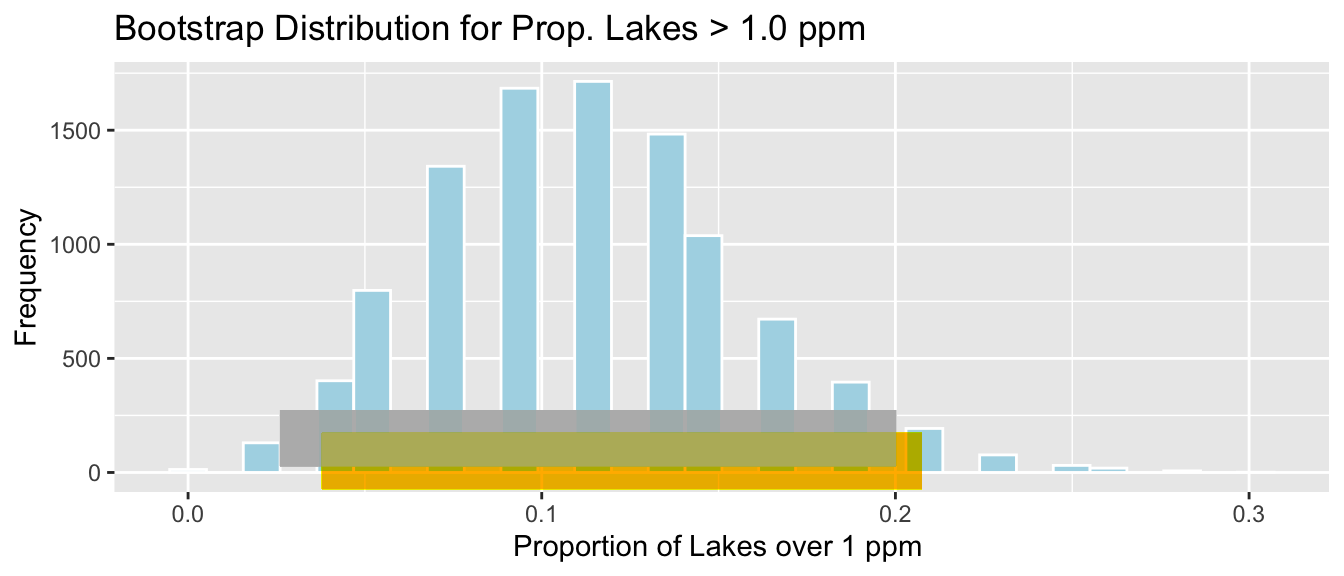 Bootstrap Distribution for Prop. Lakes > 1.0 ppm
Frequency
1500
1000
500
0
0.0 0.1 0.2 0.3
Proportion of Lakes over 1 ppm